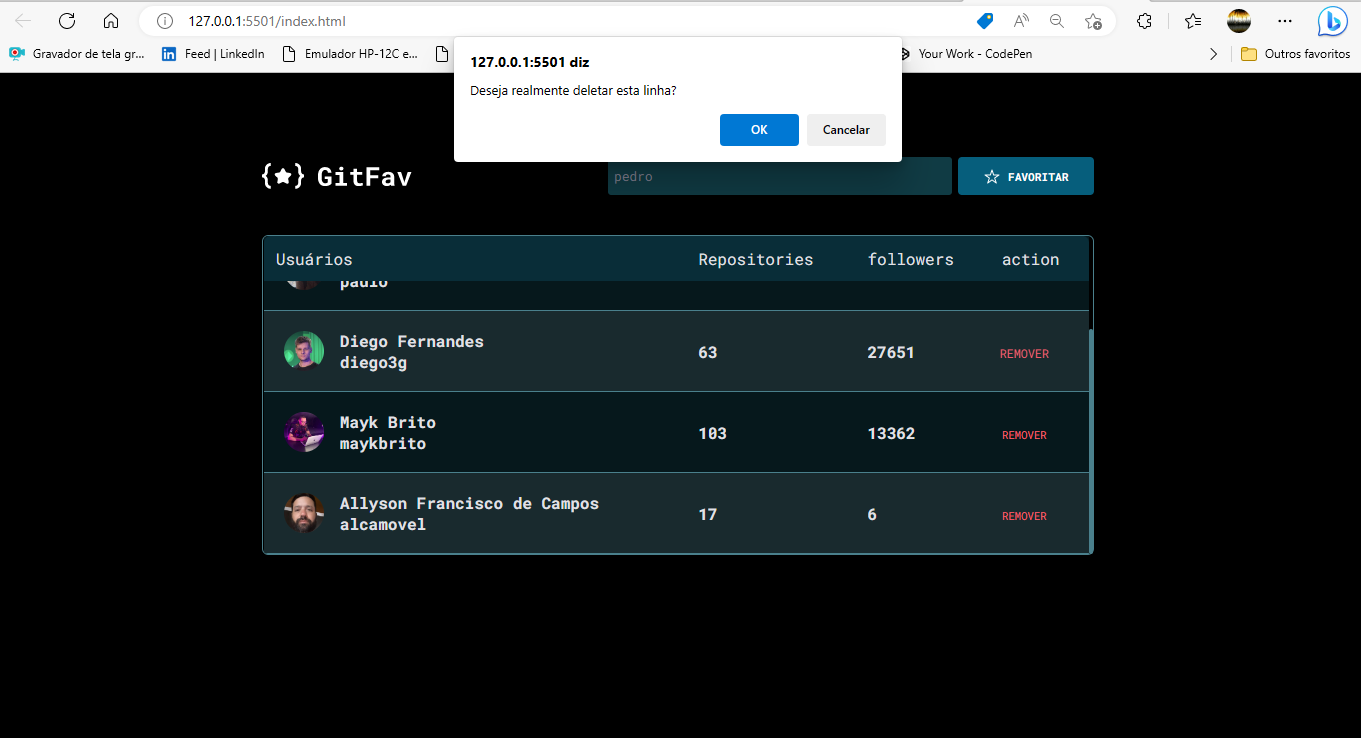 127.0.0.1:5501/index.html
Gravador de tela gr... Feed | LinkedIn Emulador HP-12C e... Your Work - CodePen Outros favoritos
127.0.0.1:5501 diz
Deseja realmente deletar esta linha?
OK Cancelar
{★} GitFav pedro FAVORITAR
Usuários Repositories followers action
paulo
Diego Fernandes
diego3g 63 27651 REMOVER
Mayk Brito
maykbrito 103 13362 REMOVER
Allyson Francisco de Campos
alcamovel 17 6 REMOVER